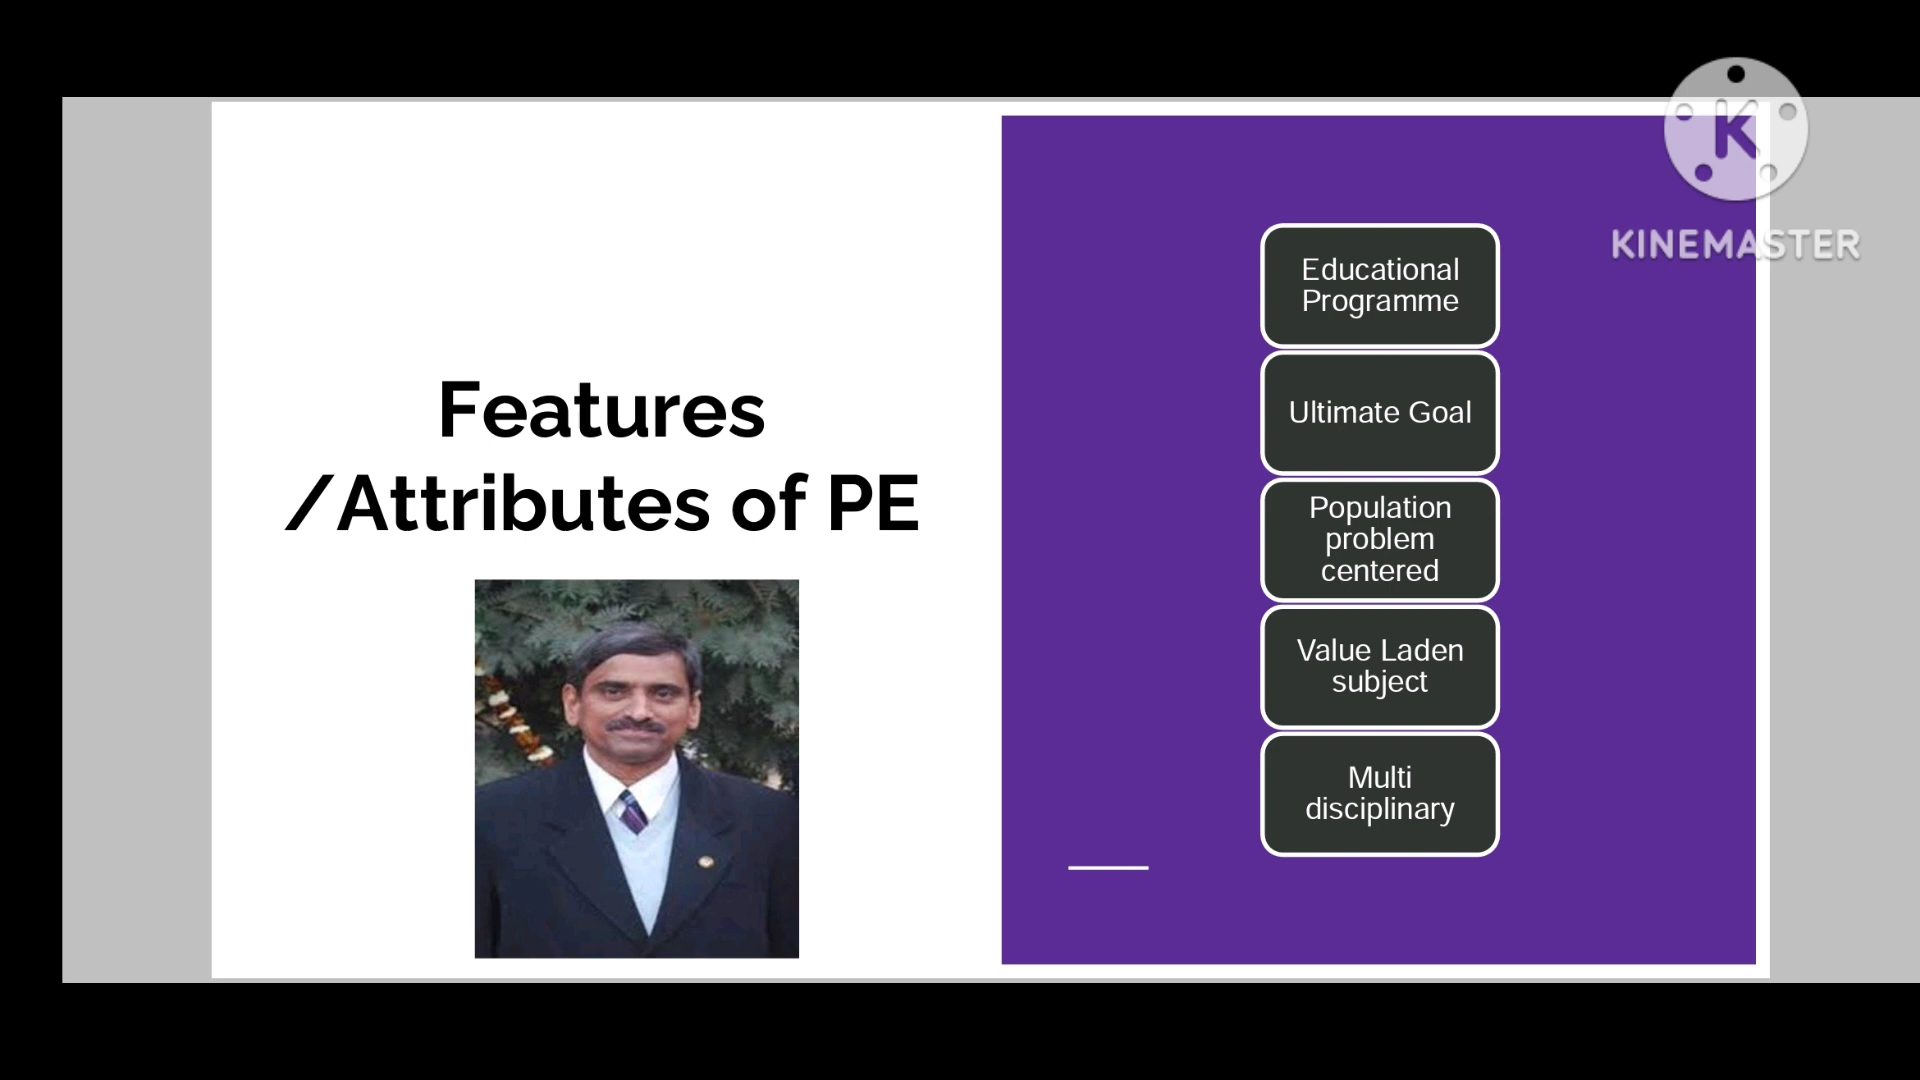 Features
/Attributes of PE
Educational
Programme
Ultimate Goal
Population
problem
centered
Value Laden
subject
Multi
disciplinary
K
KINEMASTER